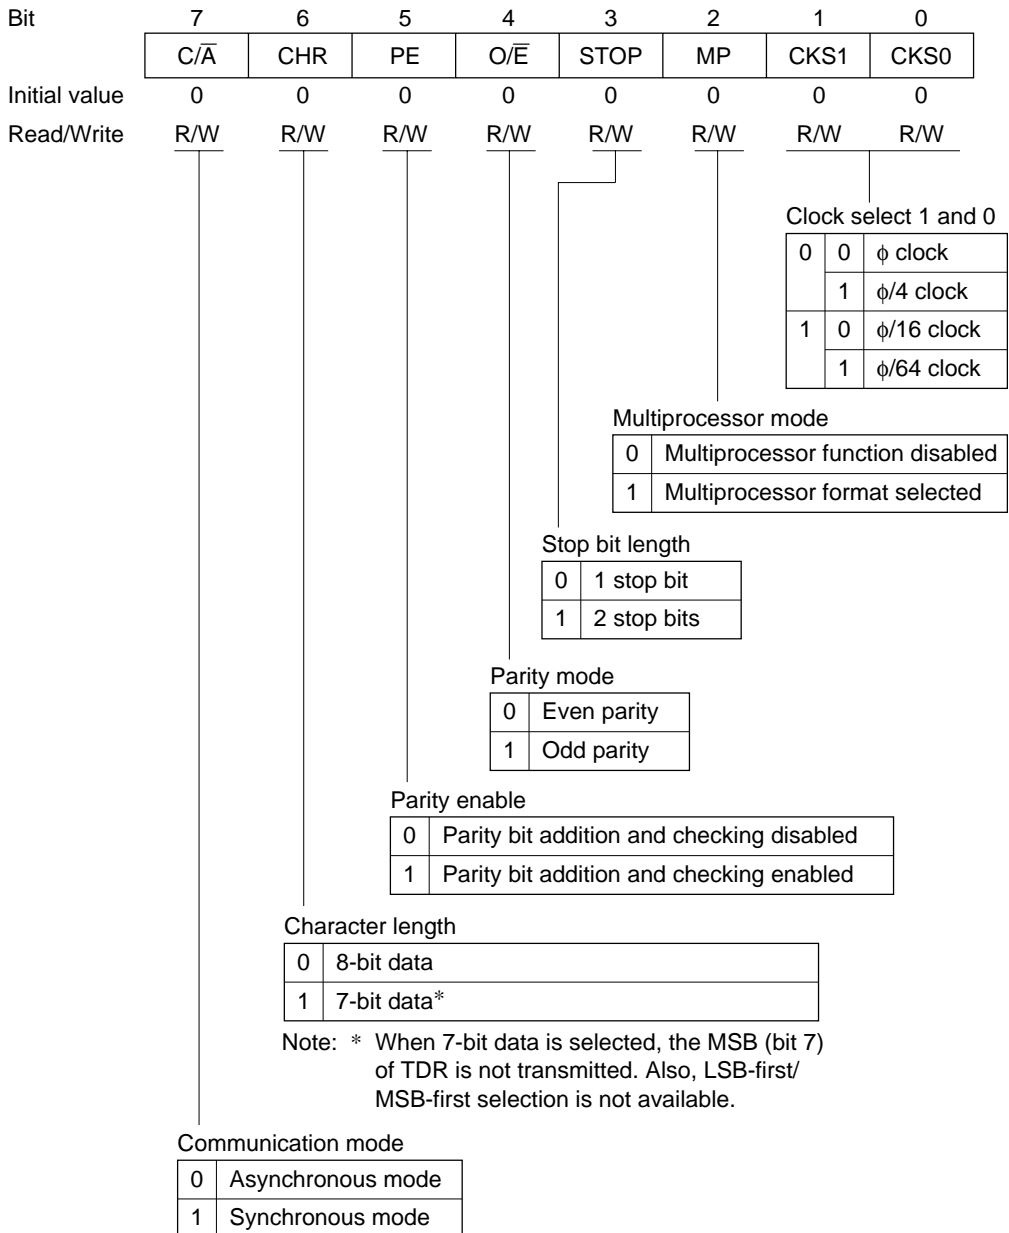 Bit 7 6 5 4 3 2 1 0
C/A̅ CHR PE O/E̅ STOP MP CKS1 CKS0
Initial value 0 0 0 0 0 0 0 0
Read/Write R/W R/W R/W R/W R/W R/W R/W R/W
Clock select 1 and 0
0 0 ϕ clock
1 ϕ/4 clock
1 0 ϕ/16 clock
1 ϕ/64 clock
Multiprocessor mode
0 Multiprocessor function disabled
1 Multiprocessor format selected
Stop bit length
0 1 stop bit
1 2 stop bits
Parity mode
0 Even parity
1 Odd parity
Parity enable
0 Parity bit addition and checking disabled
1 Parity bit addition and checking enabled
Character length
0 8-bit data
1 7-bit data*
Note: * When 7-bit data is selected, the MSB (bit 7)
of TDR is not transmitted. Also, LSB-first/
MSB-first selection is not available.
Communication mode
0 Asynchronous mode
1 Synchronous mode